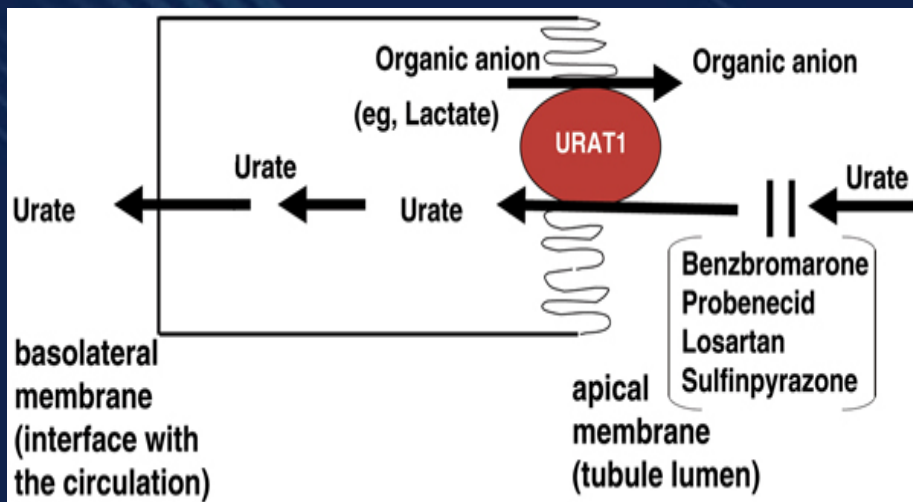 Organic anion
(eg, Lactate)
Organic anion
URAT1
Urate
Urate
Urate
Urate
Benzbromarone
Probenecid
Losartan
Sulfinpyrazone
basolateral
membrane
(interface with
the circulation)
apical
membrane
(tubule lumen)